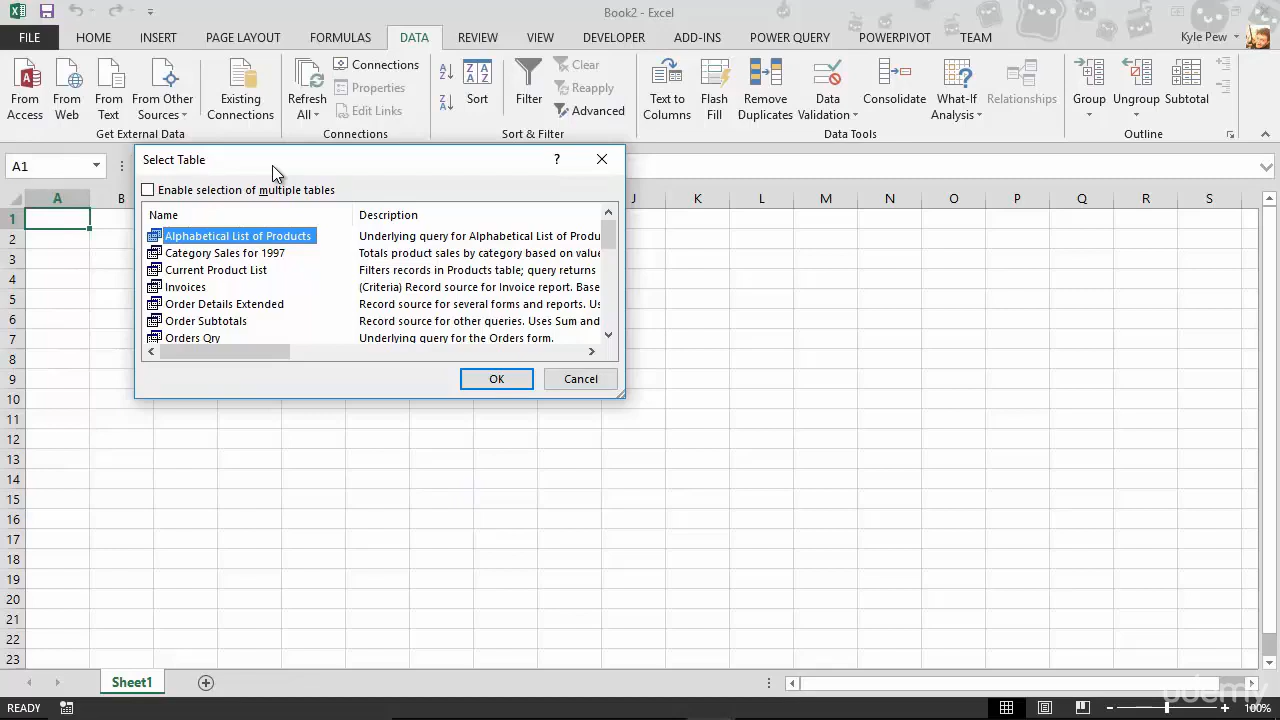 Book2 - Excel
FILE HOME INSERT PAGE LAYOUT FORMULAS DATA REVIEW VIEW DEVELOPER ADD-INS POWER QUERY POWERPIVOT TEAM Kyle Pew
From Access
From Web
From Text
From Other Sources
Existing Connections
Get External Data
Refresh All
Connections
Properties
Edit Links
Connections
Sort
Filter
Clear
Reapply
Advanced
Sort & Filter
Text to Columns
Flash Fill
Remove Duplicates
Data Validation
Consolidate
What-If Analysis
Relationships
Data Tools
Group
Ungroup
Subtotal
Outline
A1
Select Table ?
Enable selection of multiple tables
Name Description
Alphabetical List of Products Underlying query for Alphabetical List of Produ
Category Sales for 1997 Totals product sales by category based on value
Current Product List Filters records in Products table; query returns
Invoices (Criteria) Record source for Invoice report. Base
Order Details Extended Record source for several forms and reports. Us
Order Subtotals Record source for other queries. Uses Sum and
Orders Qry Underlying query for the Orders form.
OK Cancel
A B J K L M N O P Q R S
1
2
3
4
5
6
7
8
9
10
11
12
13
14
15
16
17
18
19
20
21
22
23
Sheet1
udemy
READY 100%